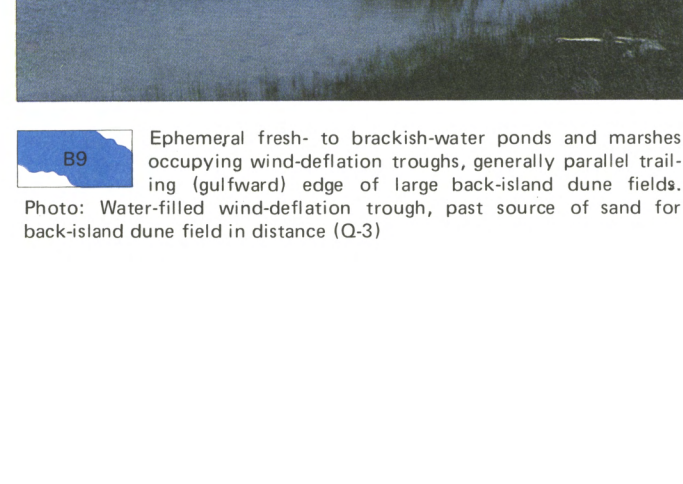 B9
Ephemeral fresh- to brackish-water ponds and marshes
occupying wind-deflation troughs, generally parallel trail-
ing (gulfward) edge of large back-island dune fields.
Photo: Water-filled wind-deflation trough, past source of sand for
back-island dune field in distance (Q-3)